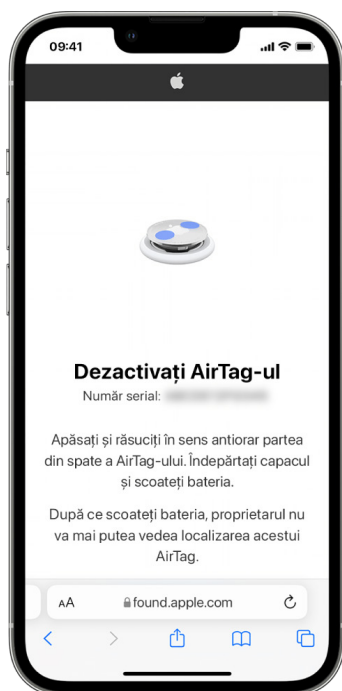 09:41
Dezactivați AirTag-ul
Număr serial:
Apăsați și răsuciți în sens antiorar partea
din spate a AirTag-ului. Îndepărtați capacul
și scoateți bateria.
După ce scoateți bateria, proprietarul nu
va mai putea vedea localizarea acestui
AirTag.
AA found.apple.com